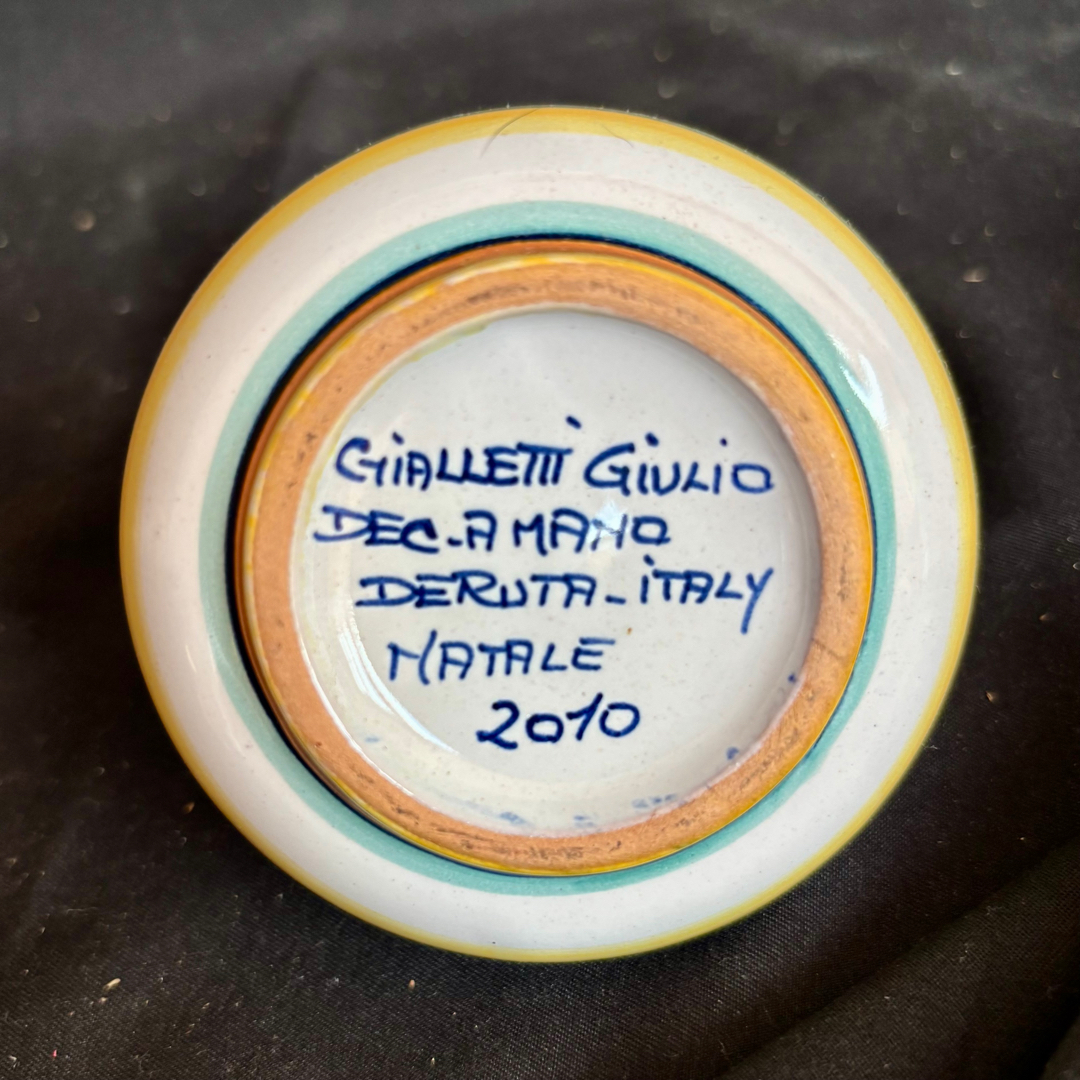 GiALLETTi GiULiO
DEC. A MANO
DERUTA - iTALY
NATALE
2010